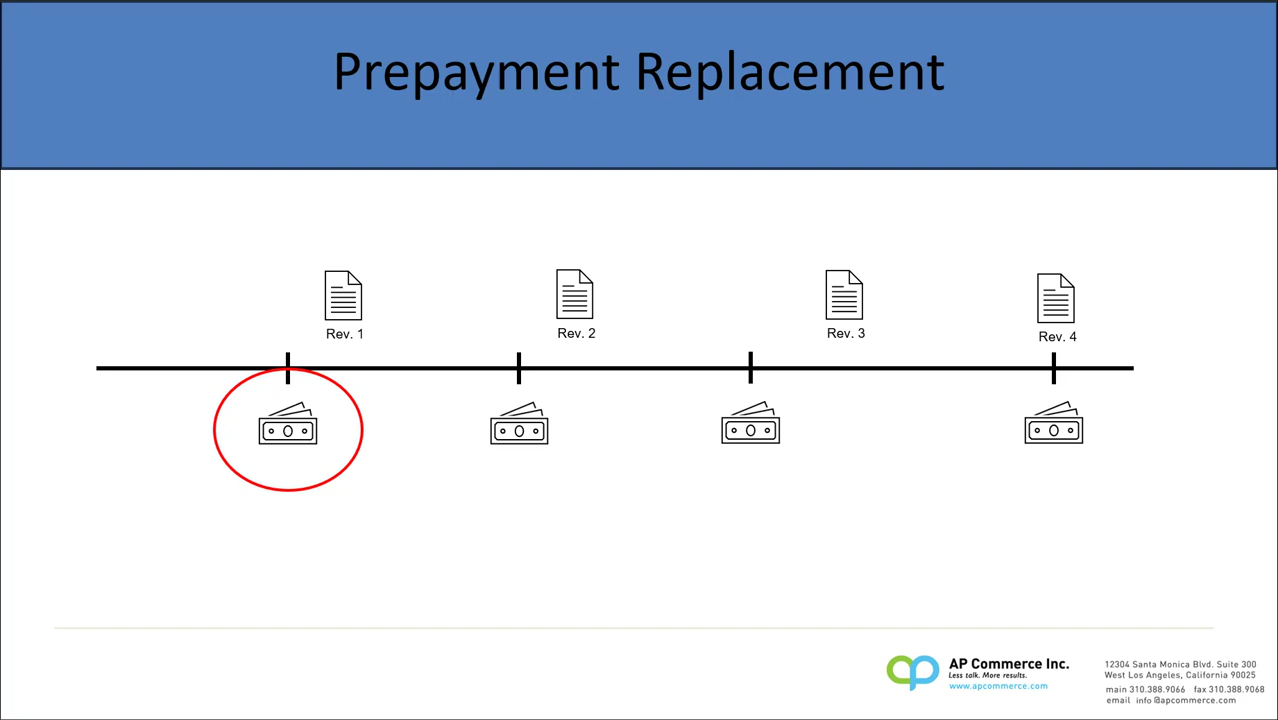 Prepayment Replacement
Rev. 1
Rev. 2
Rev. 3
Rev. 4
AP Commerce Inc.
Less talk. More results.
www.apcommerce.com
12304 Santa Monica Blvd. Suite 300
West Los Angeles, California 90025
main 310.388.9066 fax 310.388.9068
email info @apcommerce.com